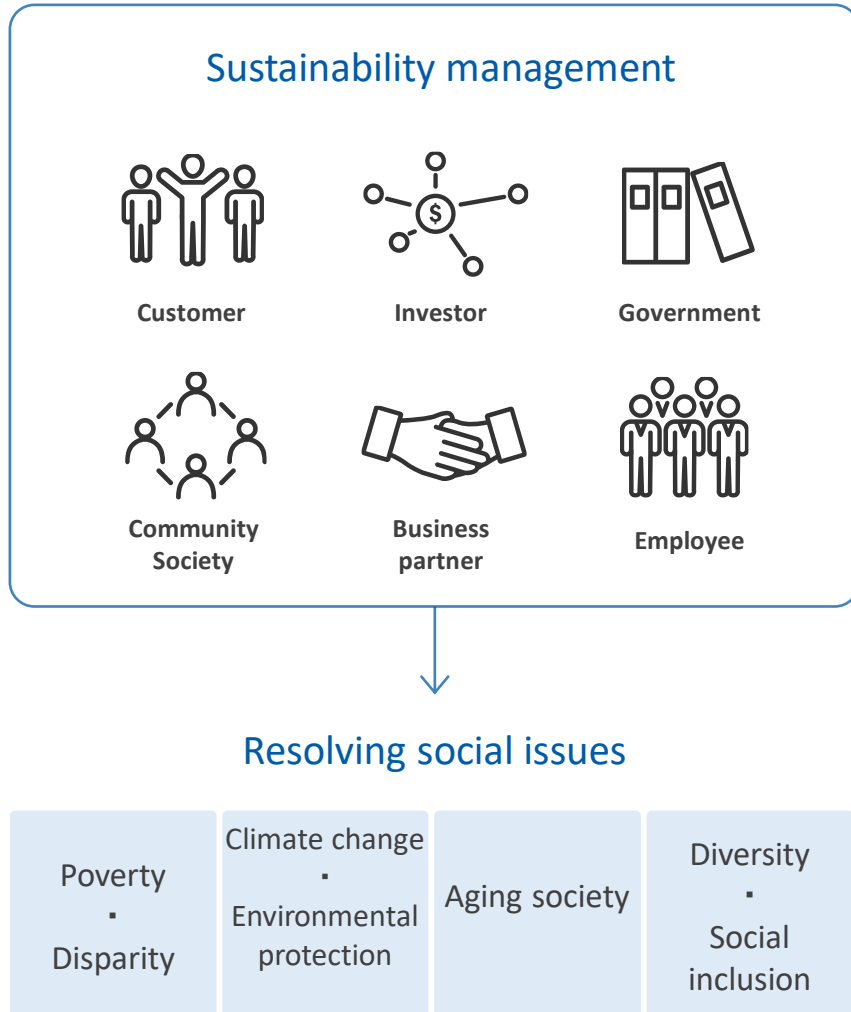 Sustainability management
$
Customer
Investor
Government
Community
Society
Business
partner
Employee
Resolving social issues
Poverty
▪
Disparity
Climate change
▪
Environmental
protection
Aging society
Diversity
▪
Social
inclusion